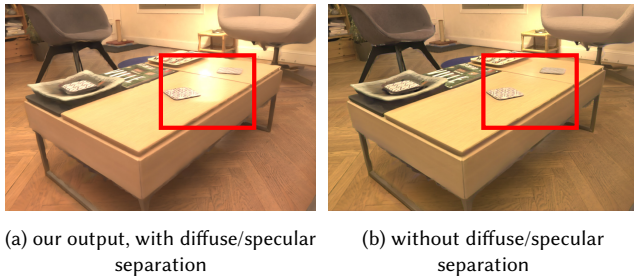 (a) our output, with diffuse/specular
separation
(b) without diffuse/specular
separation